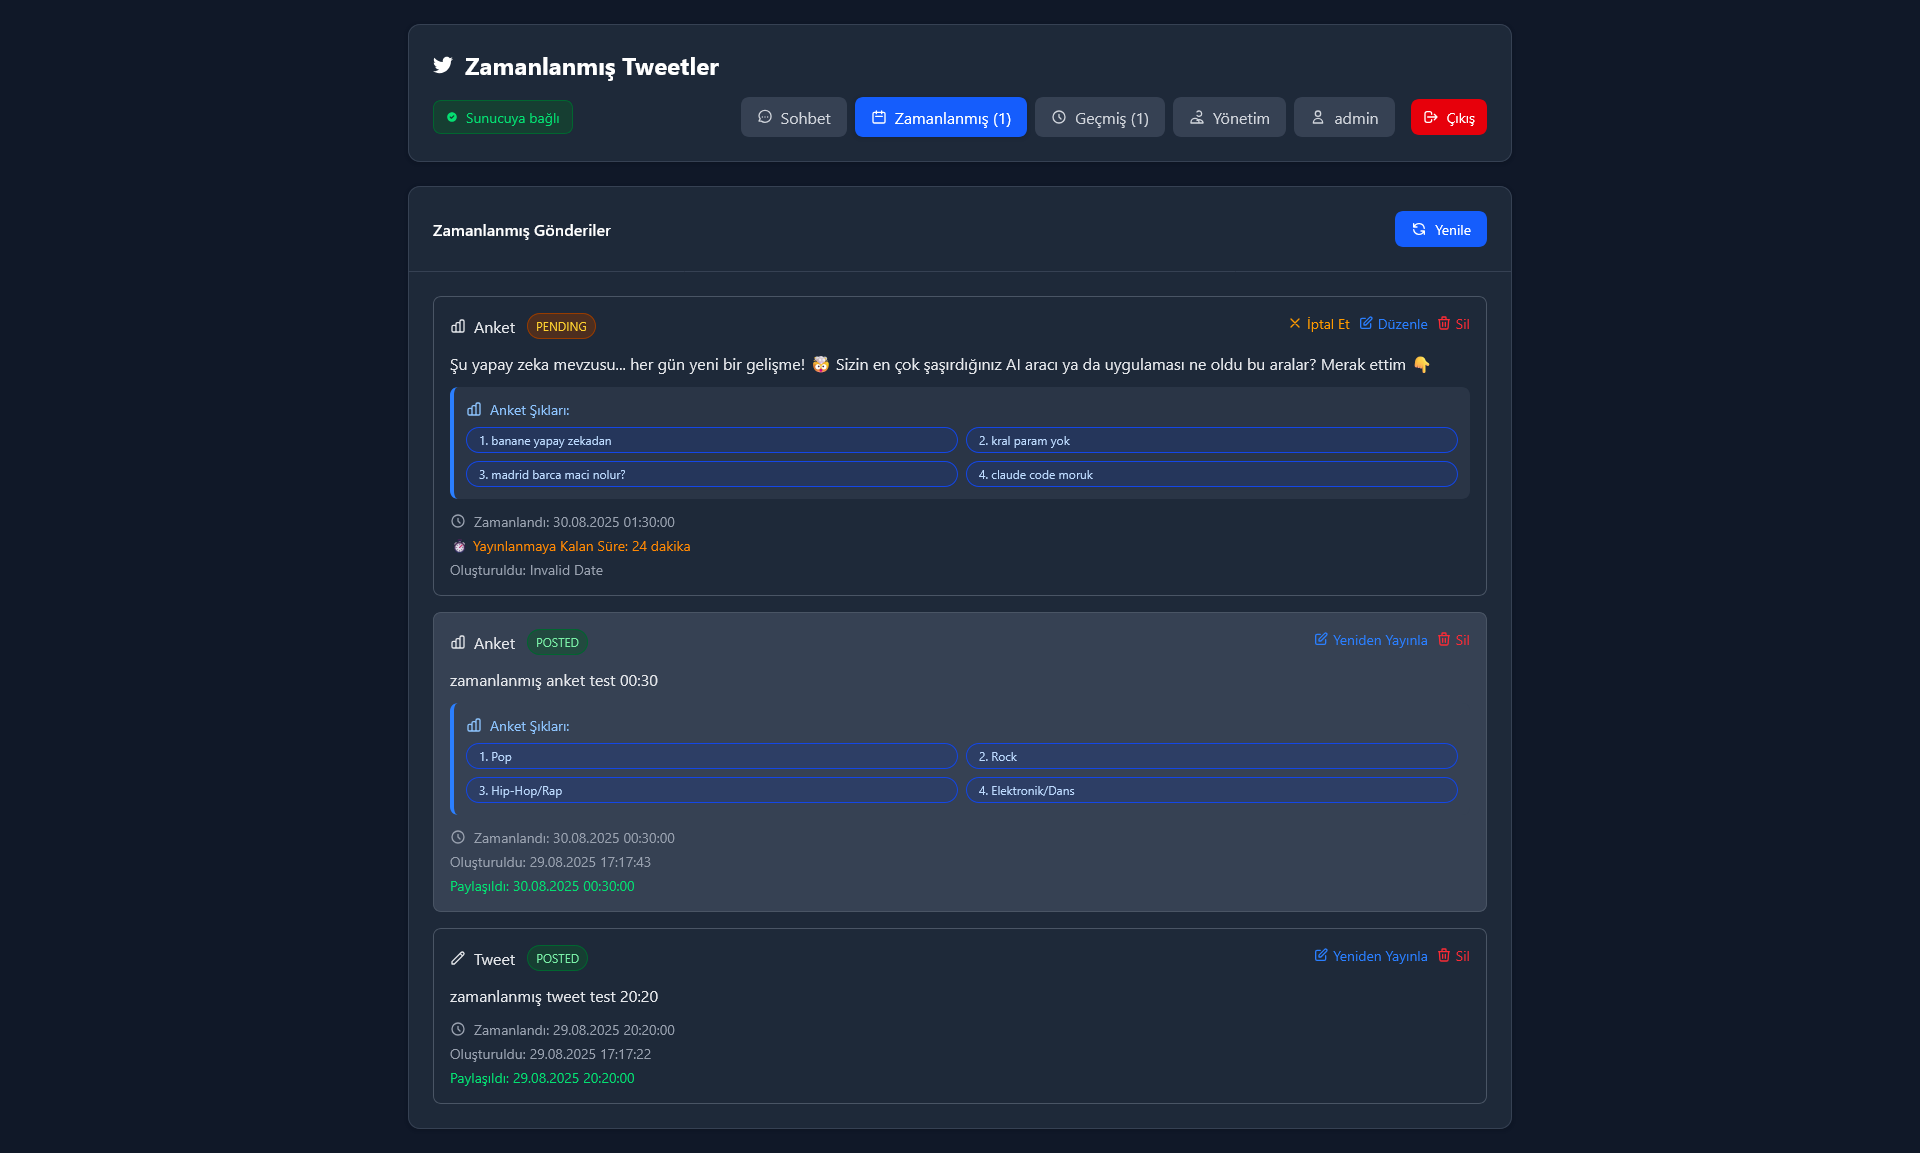 Zamanlanmış Tweetler
Sunucuya bağlı
Sohbet
Zamanlanmış (1)
Geçmiş (1)
Yönetim
admin
Çıkış
Zamanlanmış Gönderiler
Yenile
Anket PENDING
İptal Et Düzenle Sil
Şu yapay zeka mevzusu... her gün yeni bir gelişme! 🤯 Sizin en çok şaşırdığınız AI aracı ya da uygulaması ne oldu bu aralar? Merak ettim 👇
Anket Şıkları:
1. banane yapay zekadan
2. kral param yok
3. madrid barca maci nolur?
4. claude code moruk
Zamanlandı: 30.08.2025 01:30:00
Yayınlanmaya Kalan Süre: 24 dakika
Oluşturuldu: Invalid Date
Anket POSTED
Yeniden Yayınla Sil
zamanlanmış anket test 00:30
Anket Şıkları:
1. Pop
2. Rock
3. Hip-Hop/Rap
4. Elektronik/Dans
Zamanlandı: 30.08.2025 00:30:00
Oluşturuldu: 29.08.2025 17:17:43
Paylaşıldı: 30.08.2025 00:30:00
Tweet POSTED
Yeniden Yayınla Sil
zamanlanmış tweet test 20:20
Zamanlandı: 29.08.2025 20:20:00
Oluşturuldu: 29.08.2025 17:17:22
Paylaşıldı: 29.08.2025 20:20:00